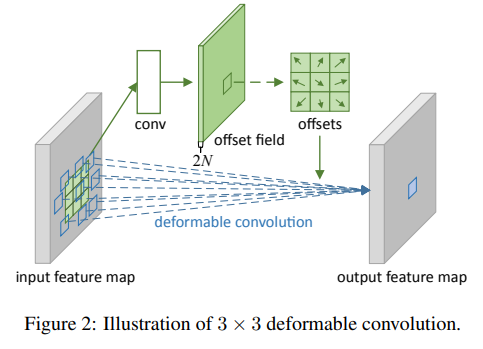 conv
offset field
offsets
2N
deformable convolution
input feature map
output feature map
Figure 2: Illustration of 3 × 3 deformable convolution.